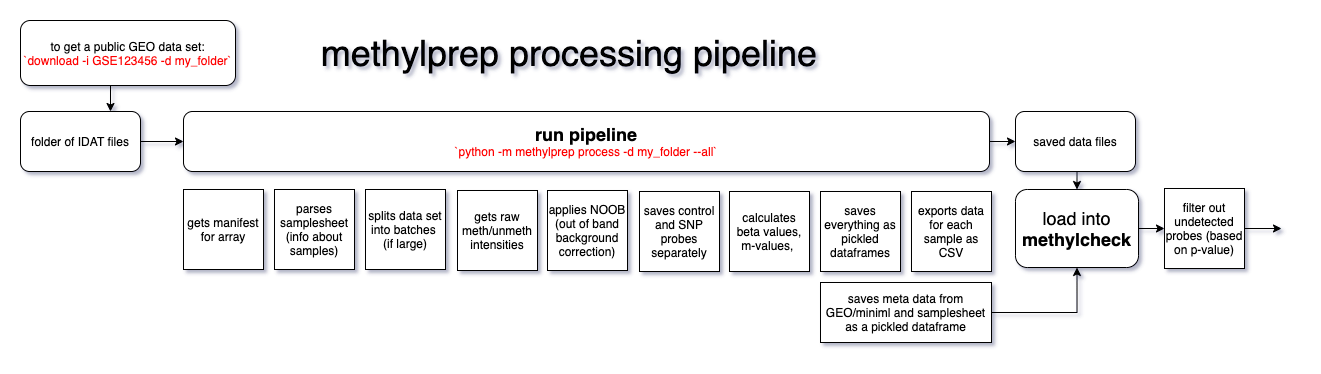 to get a public GEO data set:
`download -i GSE123456 -d my_folder`
methylprep processing pipeline
folder of IDAT files
run pipeline
`python -m methylprep process -d my_folder --all`
saved data files
gets manifest
for array
parses
samplesheet
(info about
samples)
splits data set
into batches
(if large)
gets raw
meth/unmeth
intensities
applies NOOB
(out of band
background
correction)
saves control
and SNP
probes
separately
calculates
beta values,
m-values,
saves
everything as
pickled
dataframes
exports data
for each
sample as
CSV
load into
methylcheck
filter out
undetected
probes (based
on p-value)
saves meta data from
GEO/miniml and samplesheet
as a pickled dataframe